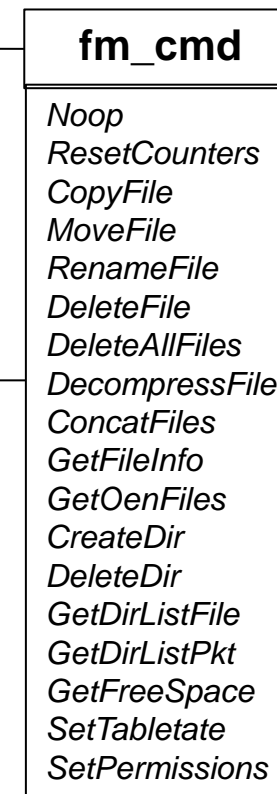 fm_cmd
Noop
ResetCounters
CopyFile
MoveFile
RenameFile
DeleteFile
DeleteAllFiles
DecompressFile
ConcatFiles
GetFileInfo
GetOenFiles
CreateDir
DeleteDir
GetDirListFile
GetDirListPkt
GetFreeSpace
SetTabletate
SetPermissions